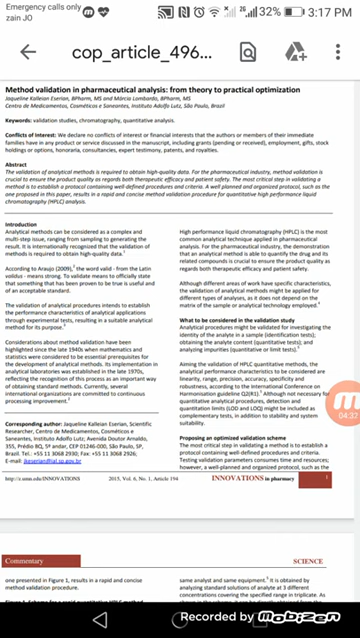 Emergency calls only
zain JO
2G
32%
3:17 PM
cop_article_496...
Method validation in pharmaceutical analysis: from theory to practical optimization
Jaqueline Kalleian Eserian, BPharm, MS and Márcia Lombardo, BPharm, MS
Centro de Medicamentos, Cosméticos e Saneantes, Instituto Adolfo Lutz, São Paulo, Brazil
Keywords: validation studies, chromatography, quantitative analysis.
Conflicts of Interest: We declare no conflicts of interest or financial interests that the authors or members of their immediate
families have in any product or service discussed in the manuscript, including grants (pending or received), employment, gifts, stock
holdings or options, honoraria, consultancies, expert testimony, patents, and royalties.
Abstract
The validation of analytical methods is required to obtain high-quality data. For the pharmaceutical industry, method validation is
crucial to ensure the product quality as regards both therapeutic efficacy and patient safety. The most critical step in validating a
method is to establish a protocol containing well-defined procedures and criteria. A well planned and organized protocol, such as the
one proposed in this paper, results in a rapid and concise method validation procedure for quantitative high performance liquid
chromatography (HPLC) analysis.
Introduction
Analytical methods can be considered as a complex and
multi-step issue, ranging from sampling to generating the
result. It is internationally recognized that the validation of
methods is required to obtain high-quality data.
According to Araujo (2009), the word valid - from the Latin
validus - means strong. To validate means to officially state
that something that has been proven to be true is useful and
of an acceptable standard.
The validation of analytical procedures intends to establish
the performance characteristics of analytical applications
through experimental tests, resulting in a suitable analytical
method for its purpose.
Considerations about method validation have been
highlighted since the late 1940s when mathematics and
statistics were considered to be essential prerequisites for
the development of analytical methods. Its implementation in
analytical laboratories was established in the late 1970s,
reflecting the recognition of this process as an important way
of attaining standard methods. Currently, several
international organizations are committed to continuous
processing improvement.
Corresponding author: Jaqueline Kalleian Eserian, Scientific
Researcher, Centro de Medicamentos, Cosméticos e
Saneantes, Instituto Adolfo Lutz; Avenida Doutor Arnaldo,
355, Prédio BQ, 5º andar, CEP 01246-000, São Paulo, SP,
Brazil. Tel.: +55 11 3068 2930; Fax: +55 11 3068 2926;
E-mail: jkeserian@ial.sp.gov.br
High performance liquid chromatography (HPLC) is the most
common analytical technique applied in pharmaceutical
analysis. For the pharmaceutical industry, the demonstration
that an analytical method is able to quantify the drug and its
related compounds is crucial to ensure the product quality as
regards both therapeutic efficacy and patient safety.
Although different areas of work have specific characteristics,
the validation of analytical methods might be applied for
different types of analyses, as it does not depend on the
matrix of the sample or analytical technology employed.
What to be considered in the validation study
Analytical procedures might be validated for investigating the
identity of the analyte in a sample (identification tests);
obtaining the analyte content (quantitative tests); and
analyzing impurities (quantitative or limit tests).
Aiming the validation of HPLC quantitative methods, the
analytical performance characteristics to be considered are
linearity, range, precision, accuracy, specificity and
robustness, according to the International Conference on
Harmonisation guideline Q2(R1). Although not necessary for
quantitative analytical procedures, detection and
quantitation limits (LOD and LOQ) might be included as
complementary tests, in addition to stability and system
suitability.
Proposing an optimized validation scheme
The most critical step in validating a method is to establish a
protocol containing well-defined procedures and criteria.
Testing validation parameters consumes time and resources;
however, a well-planned and organized protocol, such as the
04:32
http://z.umn.edu/INNOVATIONS 2015, Vol. 6, No. 1, Article 194 INNOVATIONS in pharmacy 1
Commentary SCIENCE
one presented in Figure 1, results in a rapid and concise
method validation procedure.
same analyst and same equipment. It is obtained by
analyzing standard solutions of analyte at 3 different
concentrations covering the specified range in triplicate. As
Recorded by MOBIZEN